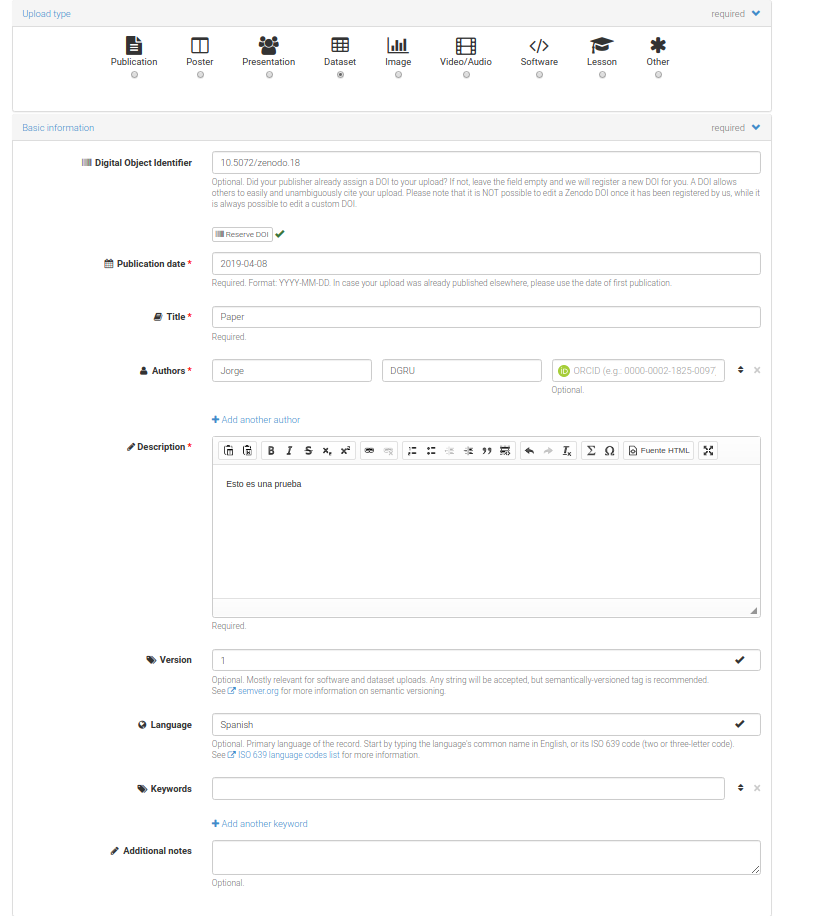 Upload type required
Publication Poster Presentation Dataset Image Video/Audio Software Lesson Other
Basic information required
Digital Object Identifier 10.5072/zenodo.18
Optional. Did your publisher already assign a DOI to your upload? If not, leave the field empty and we will register a new DOI for you. A DOI allows
others to easily and unambiguously cite your upload. Please note that it is NOT possible to edit a Zenodo DOI once it has been registered by us, while it
is always possible to edit a custom DOI.
Reserve DOI
Publication date * 2019-04-08
Required. Format: YYYY-MM-DD. In case your upload was already published elsewhere, please use the date of first publication.
Title * Paper
Required.
Authors * Jorge DGRU iD ORCID (e.g.: 0000-0002-1825-0097)
Optional.
Add another author
Description * B I S x x² Σ Ω Fuente HTML
Esto es una prueba
Required.
Version 1
Optional. Mostly relevant for software and dataset uploads. Any string will be accepted, but semantically-versioned tag is recommended.
See semver.org for more information on semantic versioning.
Language Spanish
Optional. Primary language of the record. Start by typing the language's common name in English, or its ISO 639 code (two or three-letter code).
See ISO 639 language codes list for more information.
Keywords
Add another keyword
Additional notes
Optional.